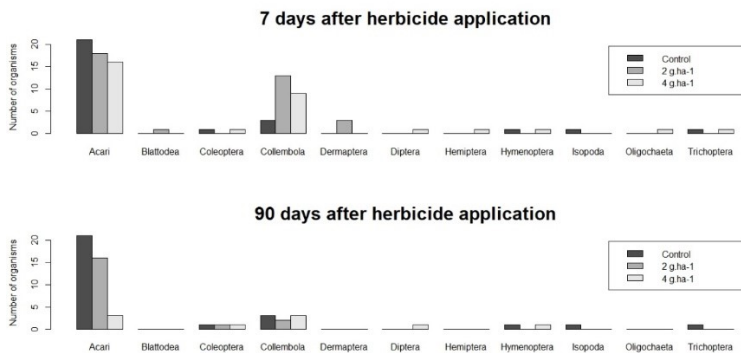 7 days after herbicide application
Number of organisms
20
15
10
5
0
Control
2 g.ha-1
4 g.ha-1
Acari Blattodea Coleoptera Collembola Dermaptera Diptera Hemiptera Hymenoptera Isopoda Oligochaeta Trichoptera
90 days after herbicide application
Number of organisms
20
15
10
5
0
Control
2 g.ha-1
4 g.ha-1
Acari Blattodea Coleoptera Collembola Dermaptera Diptera Hemiptera Hymenoptera Isopoda Oligochaeta Trichoptera